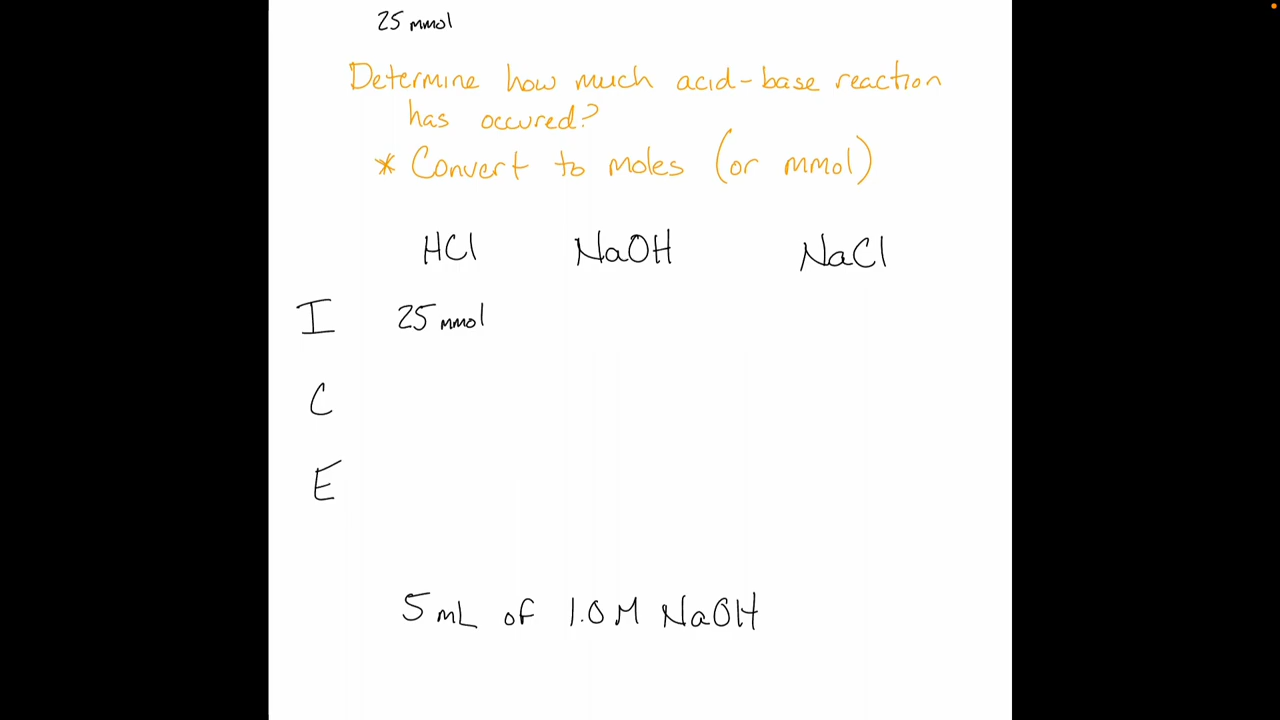 25 mmol
Determine how much acid-base reaction
has occured?
* Convert to moles (or mmol)
HCl NaOH NaCl
I 25 mmol
C
E
5 mL of 1.0 M NaOH